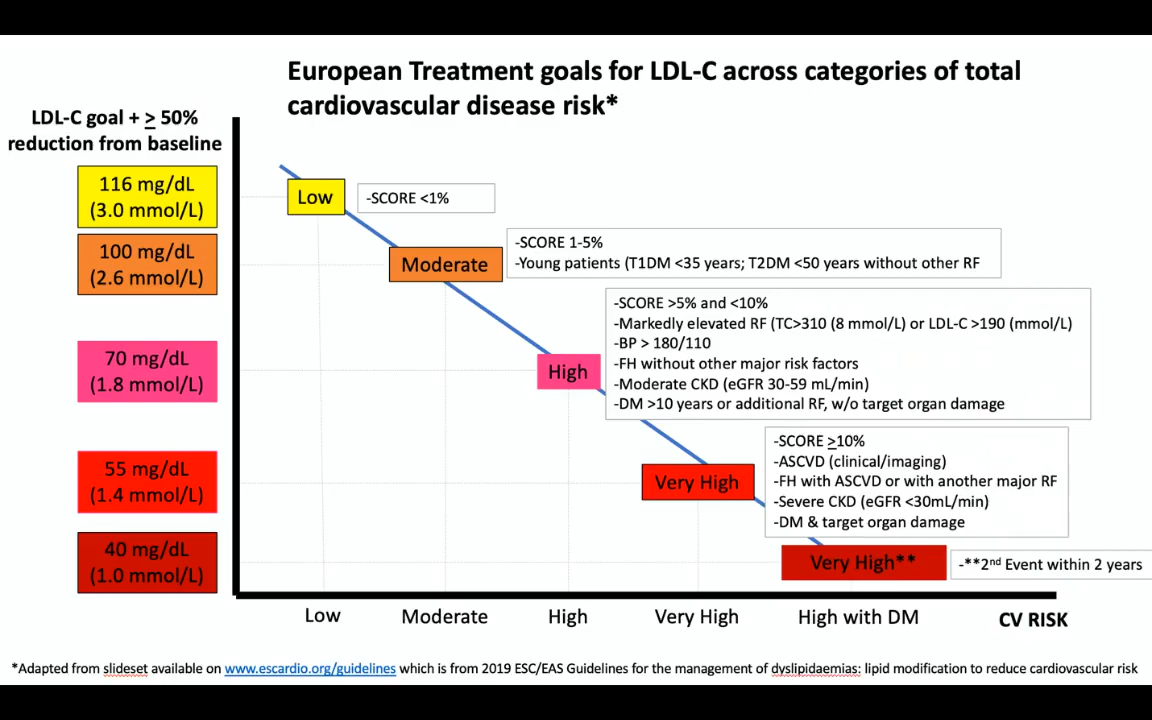 European Treatment goals for LDL-C across categories of total
cardiovascular disease risk*
LDL-C goal + ≥ 50%
reduction from baseline
116 mg/dL
(3.0 mmol/L)
Low
-SCORE <1%
100 mg/dL
(2.6 mmol/L)
Moderate
-SCORE 1-5%
-Young patients (T1DM <35 years; T2DM <50 years without other RF
70 mg/dL
(1.8 mmol/L)
High
-SCORE >5% and <10%
-Markedly elevated RF (TC>310 (8 mmol/L) or LDL-C >190 (mmol/L)
-BP > 180/110
-FH without other major risk factors
-Moderate CKD (eGFR 30-59 mL/min)
-DM >10 years or additional RF, w/o target organ damage
55 mg/dL
(1.4 mmol/L)
Very High
-SCORE ≥10%
-ASCVD (clinical/imaging)
-FH with ASCVD or with another major RF
-Severe CKD (eGFR <30mL/min)
-DM & target organ damage
40 mg/dL
(1.0 mmol/L)
Very High**
-**2nd Event within 2 years
Low Moderate High Very High High with DM CV RISK
*Adapted from slideset available on www.escardio.org/guidelines which is from 2019 ESC/EAS Guidelines for the management of dyslipidaemias: lipid modification to reduce cardiovascular risk